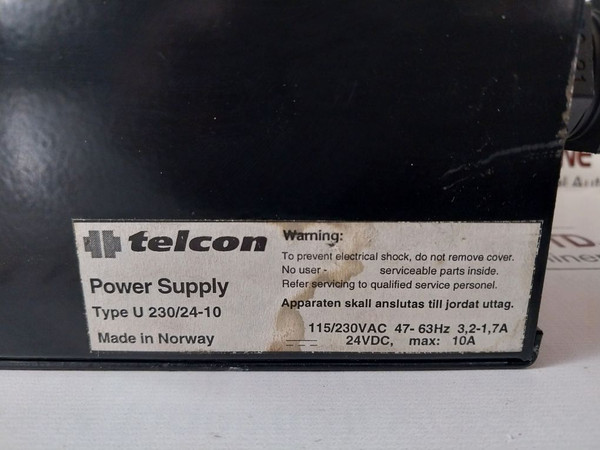 telcon
Power Supply
Type U 230/24-10
Made in Norway
Warning:
To prevent electrical shock, do not remove cover.
No user - serviceable parts inside.
Refer servicing to qualified service personel.
Apparaten skall anslutas till jordat uttag.
115/230VAC 47- 63Hz 3,2-1,7A
24VDC, max: 10A